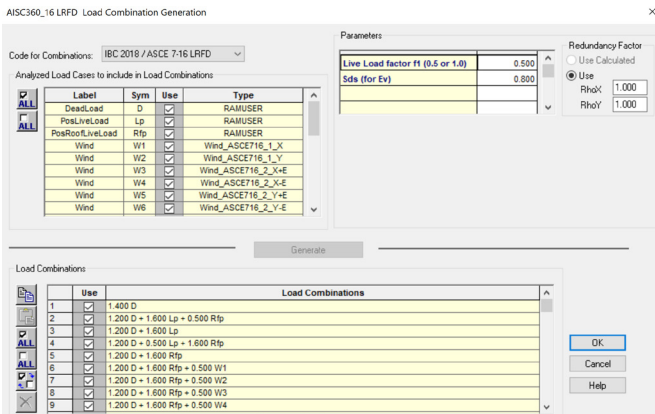 AISC360_16 LRFD Load Combination Generation
Code for Combinations: IBC 2018 / ASCE 7-16 LRFD
Analyzed Load Cases to include in Load Combinations
ALL
ALL
Label Sym Use Type
DeadLoad D RAMUSER
PosLiveLoad Lp RAMUSER
PosRoofLiveLoad Rfp RAMUSER
Wind W1 Wind_ASCE716_1_X
Wind W2 Wind_ASCE716_1_Y
Wind W3 Wind_ASCE716_2_X+E
Wind W4 Wind_ASCE716_2_X-E
Wind W5 Wind_ASCE716_2_Y+E
Wind W6 Wind_ASCE716_2_Y-E
Parameters
Live Load factor f1 (0.5 or 1.0) 0.500
Sds (for Ev) 0.800
Redundancy Factor
Use Calculated
Use
RhoX 1.000
RhoY 1.000
Generate
Load Combinations
ALL
ALL
Use Load Combinations
1 1.400 D
2 1.200 D + 1.600 Lp + 0.500 Rfp
3 1.200 D + 1.600 Lp
4 1.200 D + 0.500 Lp + 1.600 Rfp
5 1.200 D + 1.600 Rfp
6 1.200 D + 1.600 Rfp + 0.500 W1
7 1.200 D + 1.600 Rfp + 0.500 W2
8 1.200 D + 1.600 Rfp + 0.500 W3
9 1.200 D + 1.600 Rfp + 0.500 W4
OK
Cancel
Help